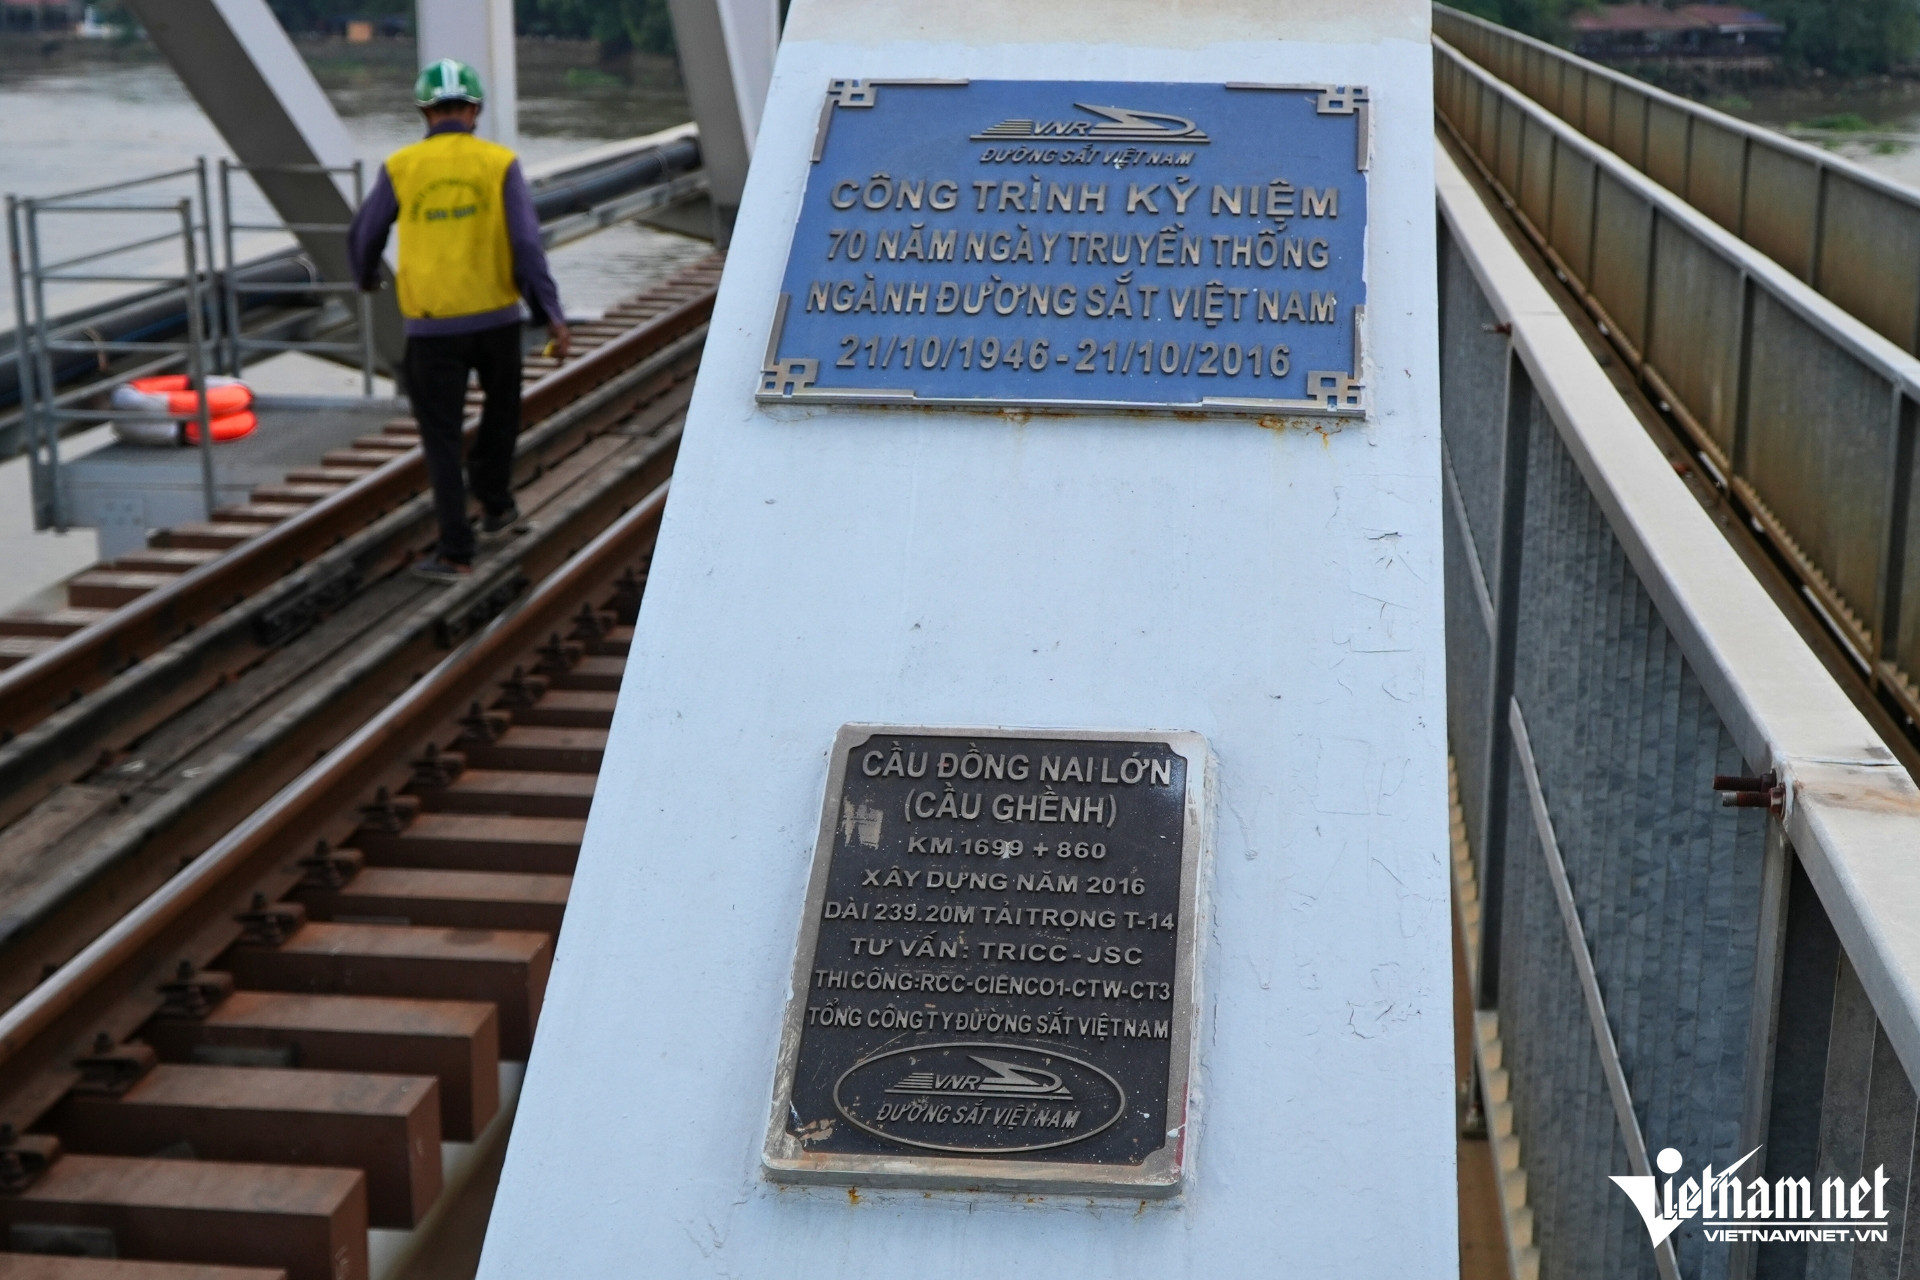 VNR
ĐƯỜNG SẮT VIỆT NAM
CÔNG TRÌNH KỶ NIỆM
70 NĂM NGÀY TRUYỀN THỐNG
NGÀNH ĐƯỜNG SẮT VIỆT NAM
21/10/1946 - 21/10/2016
CẦU ĐỒNG NAI LỚN
(CẦU GHỀNH)
KM.1699 + 860
XÂY DỰNG NĂM 2016
DÀI 239.20M TẢI TRỌNG T-14
TƯ VẤN: TRICC-JSC
THI CÔNG:RCC-CIENCO1-CTW-CT3
TỔNG CÔNG TY ĐƯỜNG SẮT VIỆT NAM
VNR
ĐƯỜNG SẮT VIỆT NAM
Vietnamnet
VIETNAMNET.VN